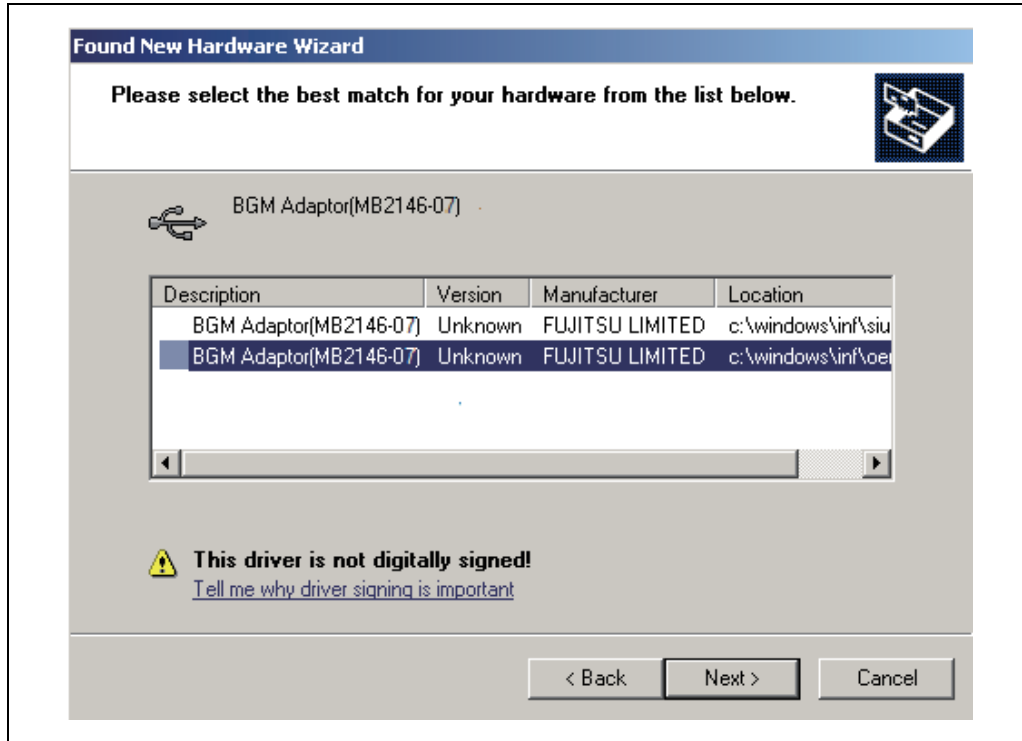 Found New Hardware Wizard
Please select the best match for your hardware from the list below.
BGM Adaptor(MB2146-07)
Description Version Manufacturer Location
BGM Adaptor(MB2146-07) Unknown FUJITSU LIMITED c:\windows\inf\siu
BGM Adaptor(MB2146-07) Unknown FUJITSU LIMITED c:\windows\inf\oei
This driver is not digitally signed!
Tell me why driver signing is important
< Back Next > Cancel